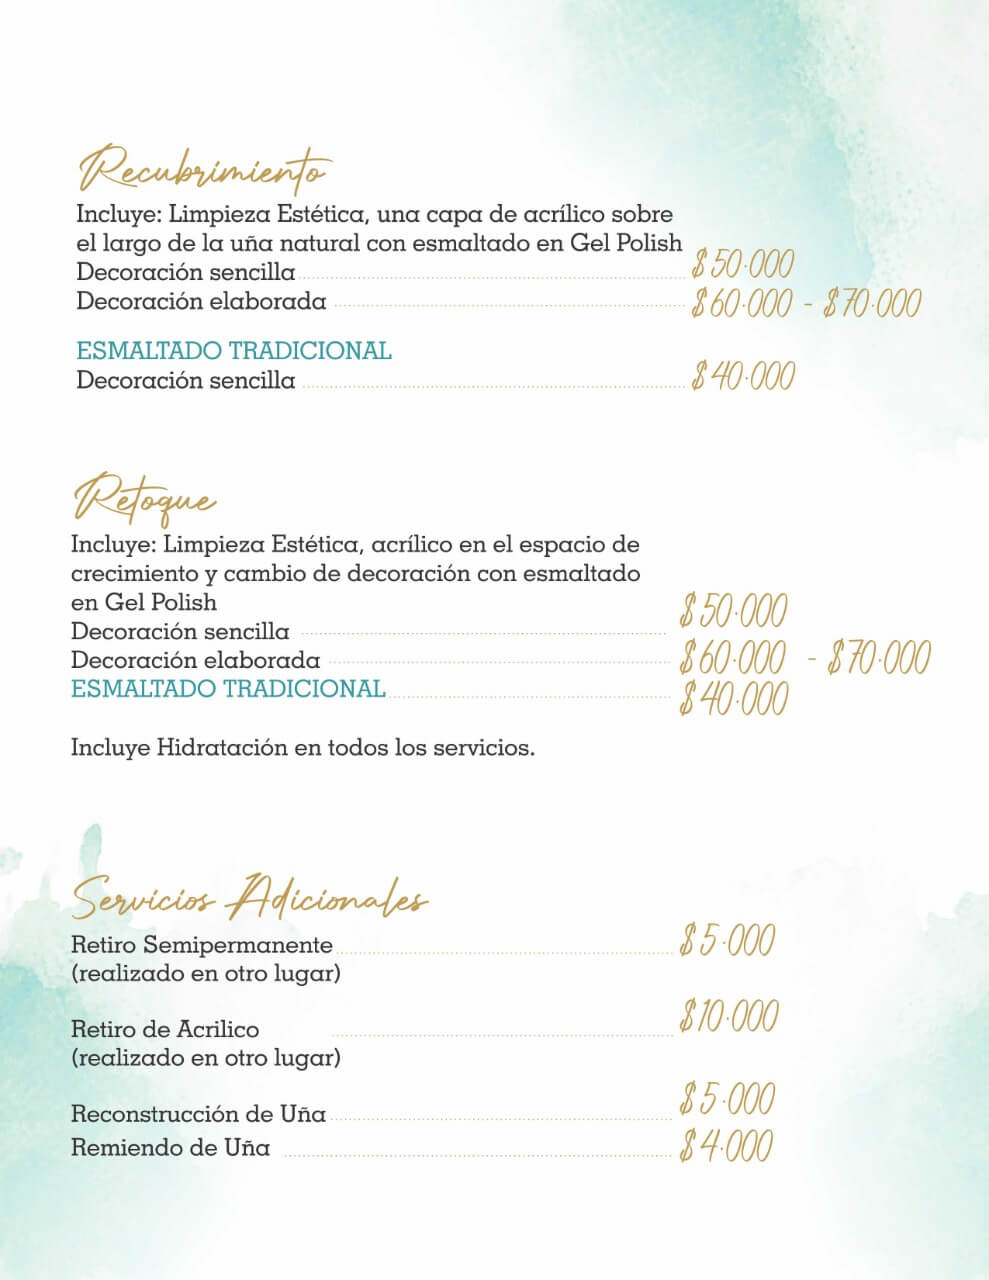 Recubrimiento
Incluye: Limpieza Estética, una capa de acrílico sobre
el largo de la uña natural con esmaltado en Gel Polish
Decoración sencilla $50.000
Decoración elaborada $60.000 - $70.000
ESMALTADO TRADICIONAL
Decoración sencilla $40.000
Retoque
Incluye: Limpieza Estética, acrílico en el espacio de
crecimiento y cambio de decoración con esmaltado
en Gel Polish
Decoración sencilla $50.000
Decoración elaborada $60.000 - $70.000
ESMALTADO TRADICIONAL $40.000
Incluye Hidratación en todos los servicios.
Servicios Adicionales
Retiro Semipermanente $5.000
(realizado en otro lugar)
Retiro de Acrilico $10.000
(realizado en otro lugar)
Reconstrucción de Uña $5.000
Remiendo de Uña $4.000